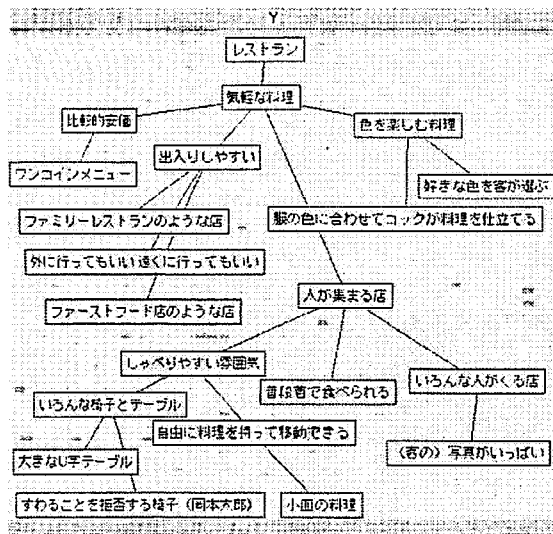 Y
レストラン
気軽な料理
比較的安価
色を楽しむ料理
出入りしやすい
ワンコインメニュー
好きな色を客が選ぶ
ファミリーレストランのような店
服の色に合わせてコックが料理を仕立てる
外に行ってもいい遠くに行ってもいい
人が集まる店
ファーストフード店のような店
しゃべりやすい雰囲気
普段着で食べられる
いろんな人がくる店
いろんな椅子とテーブル
自由に料理を持って移動できる
大きなL字テーブル
(客の) 写真がいっぱい
すわることを拒否する椅子 (岡本太郎)
小皿の料理